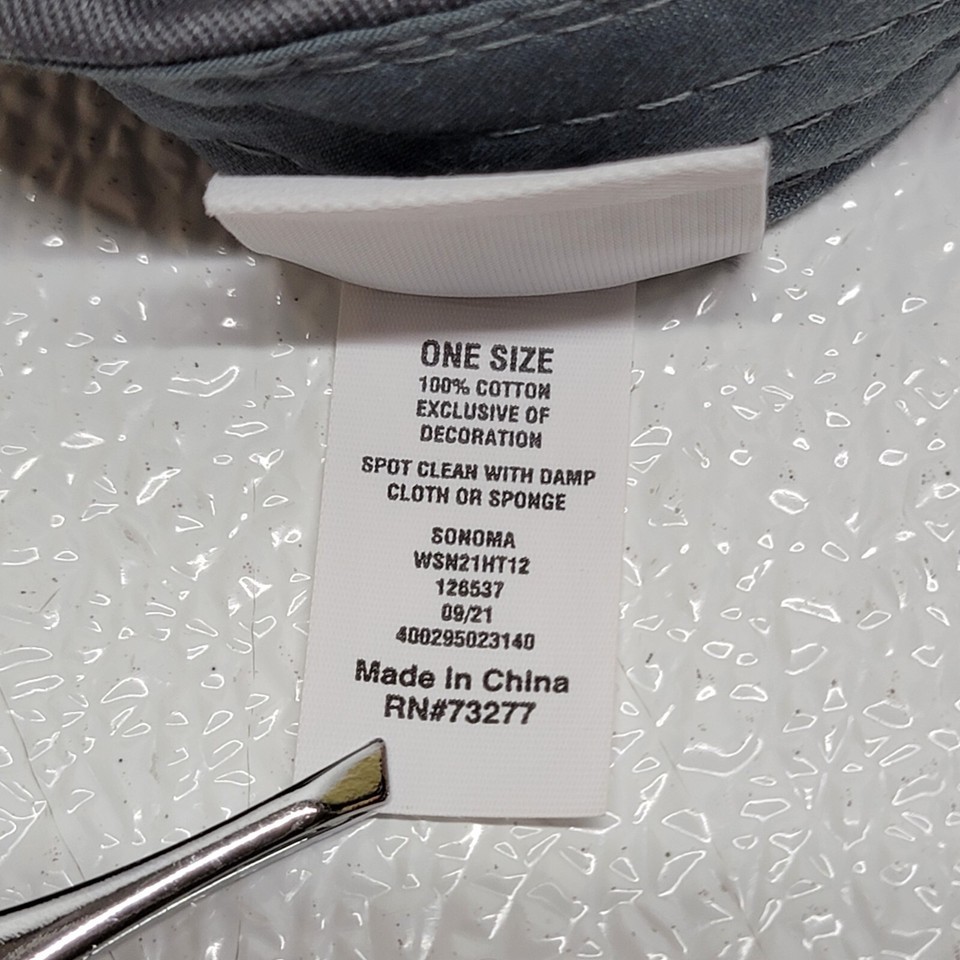 ONE SIZE
100% COTTON
EXCLUSIVE OF
DECORATION
SPOT CLEAN WITH DAMP
CLOTH OR SPONGE
SONOMA
WSN21HT12
126537
09/21
400295023140
Made In China
RN#73277